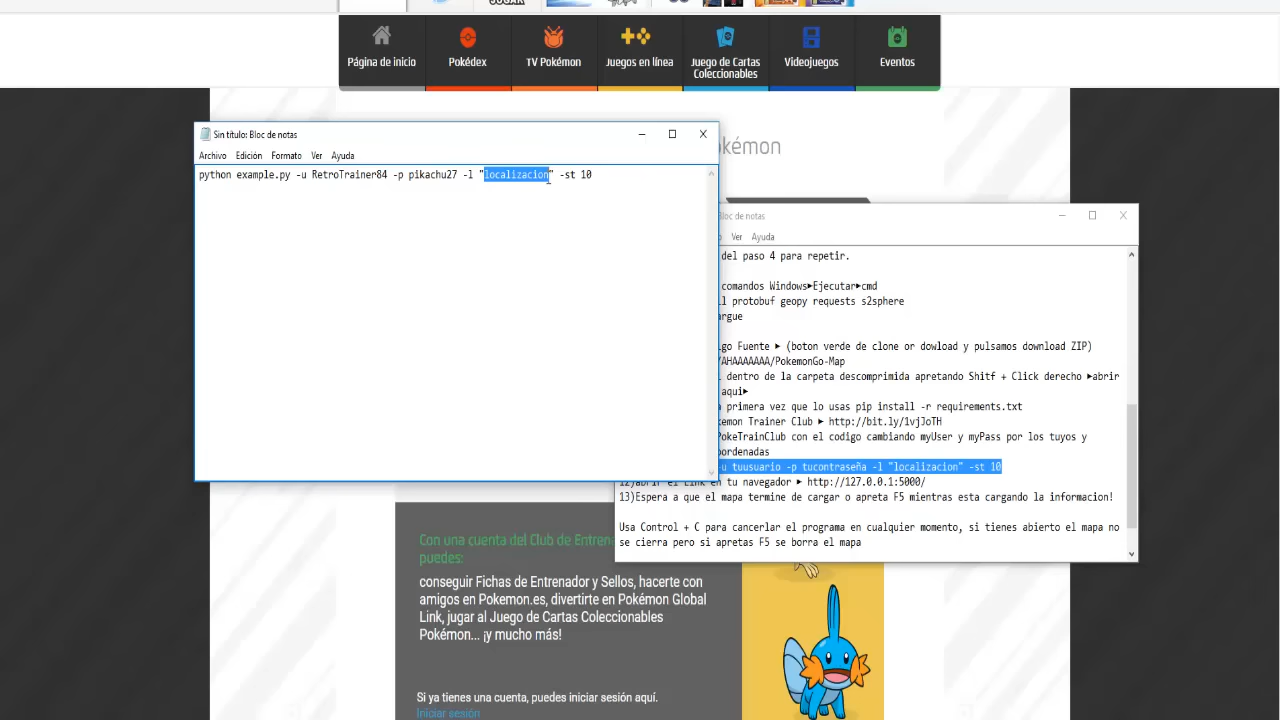 SUGAR
Página de inicio
Pokédex
TV Pokémon
Juegos en línea
Juego de Cartas
Coleccionables
Videojuegos
Eventos
okémon
Sin título: Bloc de notas
Archivo Edición Formato Ver Ayuda
python example.py -u RetroTrainer84 -p pikachu27 -l "localizacion" -st 10
Bloc de notas
Ver Ayuda
del paso 4 para repetir.
comandos Windows►Ejecutar►cmd
ll protobuf geopy requests s2sphere
argue
go Fuente ► (boton verde de clone or dowload y pulsamos download ZIP)
/AHAAAAAA/PokemonGo-Map
l dentro de la carpeta descomprimida apretando Shitf + Click derecho ►abrir
aqui►
a primera vez que lo usas pip install -r requirements.txt
kemon Trainer Club ► http://bit.ly/1vjJoTH
PokeTrainClub con el codigo cambiando myUser y myPass por los tuyos y
oordenadas
-u tuusuario -p tucontraseña -l "localizacion" -st 10
12)abrir el Link en tu navegador ► http://127.0.0.1:5000/
13)Espera a que el mapa termine de cargar o apreta F5 mientras esta cargando la informacion!
Usa Control + C para cancerlar el programa en cualquier momento, si tienes abierto el mapa no
se cierra pero si apretas F5 se borra el mapa
Con una cuenta del Club de Entrena
puedes:
conseguir Fichas de Entrenador y Sellos, hacerte con
amigos en Pokemon.es, divertirte en Pokémon Global
Link, jugar al Juego de Cartas Coleccionables
Pokémon... ¡y mucho más!
Si ya tienes una cuenta, puedes iniciar sesión aquí.
Iniciar sesión